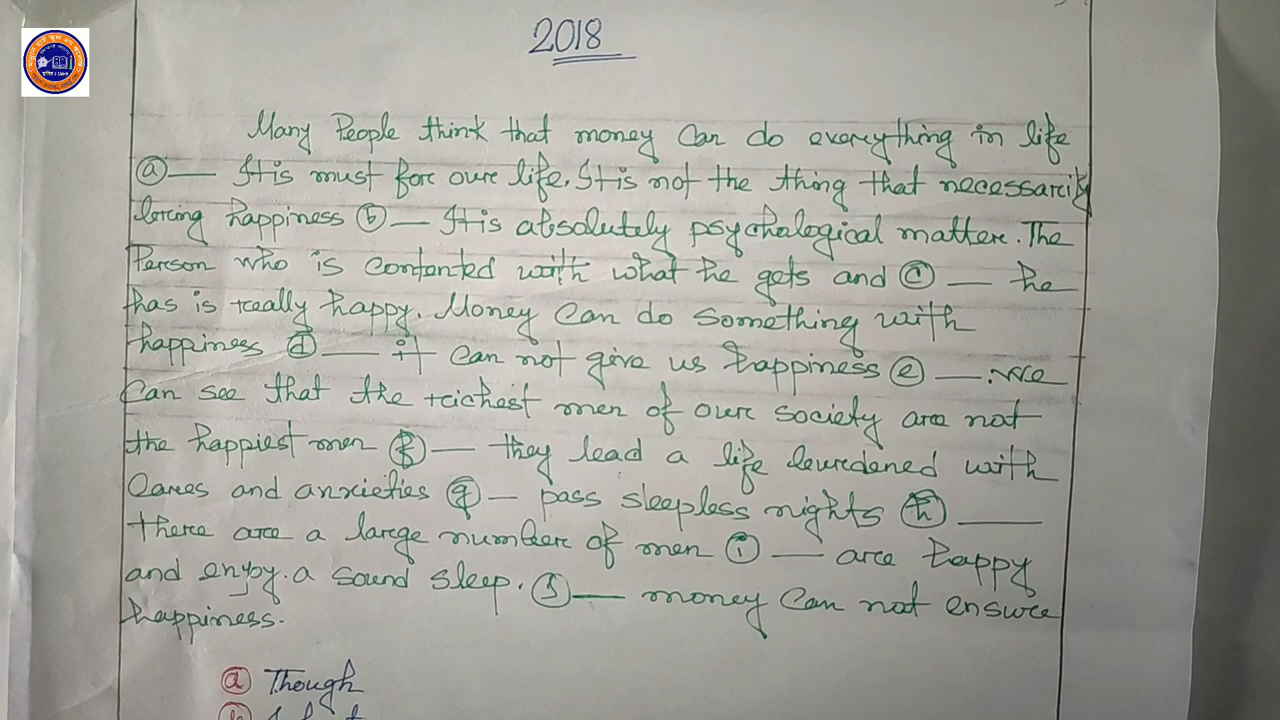 2018
Many People think that money can do everything in life
ⓐ — It is must for our life. It is not the thing that necessarily
bring happiness ⓑ — It is absolutely psychological matter. The
Person who is contented with what he gets and ⓒ — he
has is really happy. Money can do something with
happiness ⓓ — it can not give us happiness ⓔ —. We
can see that the richest men of our society are not
the happiest men ⓕ — they lead a life burdened with
cares and anxieties ⓖ — pass sleepless nights ⓗ —
there are a large number of men ⓘ — are happy
and enjoy. a sound sleep. ⓙ — money can not ensure
happiness.
ⓐ Though